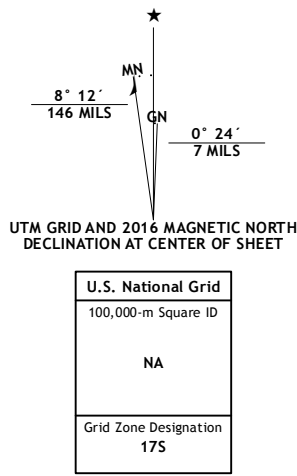 ★
MN
8° 12´
146 MILS
GN
0° 24´
7 MILS
UTM GRID AND 2016 MAGNETIC NORTH
DECLINATION AT CENTER OF SHEET
U.S. National Grid
100,000-m Square ID
NA
Grid Zone Designation
17S